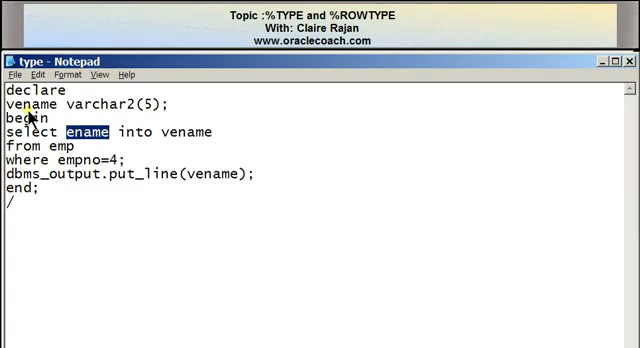 Topic :%TYPE and %ROWTYPE
With: Claire Rajan
www.oraclecoach.com
type - Notepad
File Edit Format View Help
declare
vename varchar2(5);
begin
select ename into vename
from emp
where empno=4;
dbms_output.put_line(vename);
end;
/